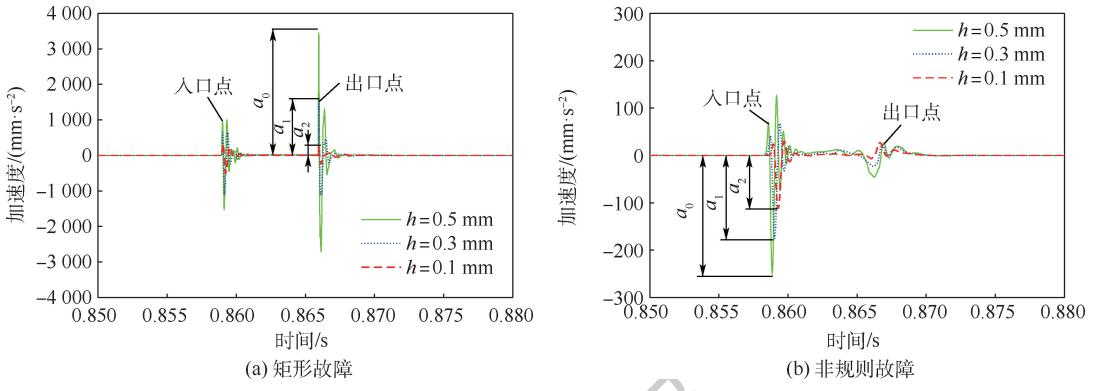 4 000
3 000
2 000
1 000
0
−1 000
−2 000
−3 000
−4 000
加速度/(mm·s⁻²)
入口点
出口点
a₀
a₁
a₂
h=0.5 mm
h=0.3 mm
h=0.1 mm
0.850 0.855 0.860 0.865 0.870 0.875 0.880
时间/s
(a) 矩形故障
300
200
100
0
−100
−200
−300
加速度/(mm·s⁻²)
h=0.5 mm
h=0.3 mm
h=0.1 mm
入口点
出口点
a₀
a₁
a₂
0.850 0.855 0.860 0.865 0.870 0.875 0.880
时间/s
(b) 非规则故障